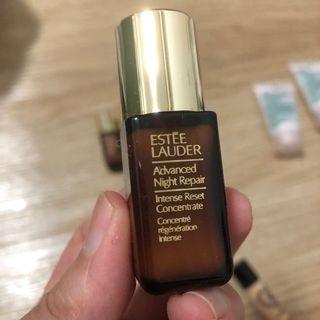 ESTĒE
LAUDER
Advanced
Night Repair
Intense Reset
Concentrate
Concentré
régénération
Intense